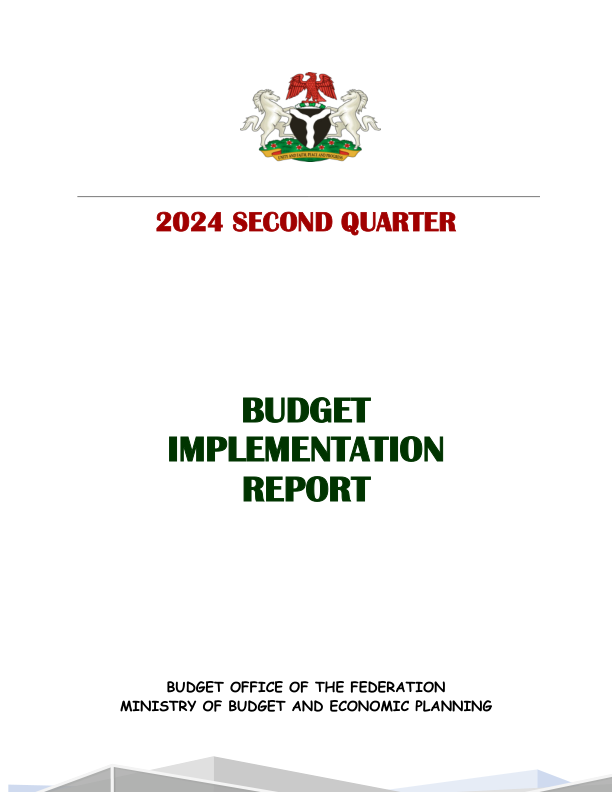 UNITY AND FAITH, PEACE AND PROGRESS
2024 SECOND QUARTER
BUDGET
IMPLEMENTATION
REPORT
BUDGET OFFICE OF THE FEDERATION
MINISTRY OF BUDGET AND ECONOMIC PLANNING